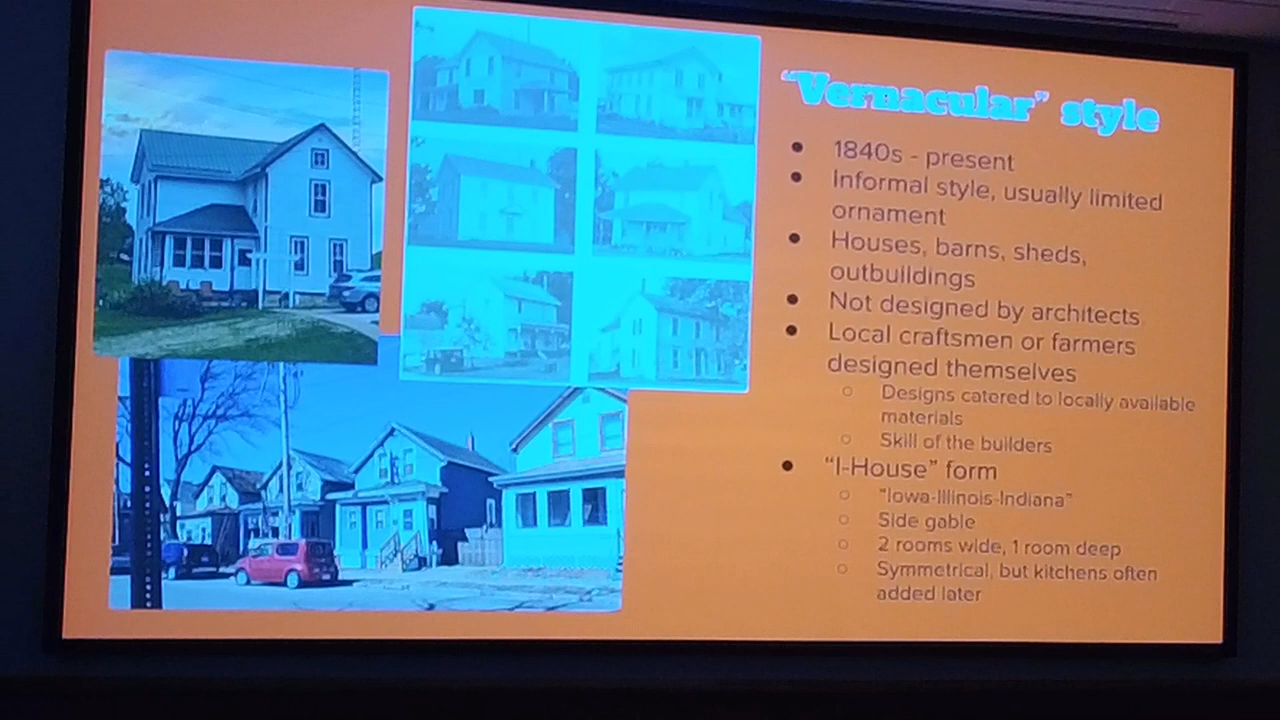 "Vernacular" style
● 1840s - present
● Informal style, usually limited
ornament
● Houses, barns, sheds,
outbuildings
● Not designed by architects
● Local craftsmen or farmers
designed themselves
○ Designs catered to locally available
materials
○ Skill of the builders
● "I-House" form
○ "Iowa-Illinois-Indiana"
○ Side gable
○ 2 rooms wide, 1 room deep
○ Symmetrical, but kitchens often
added later